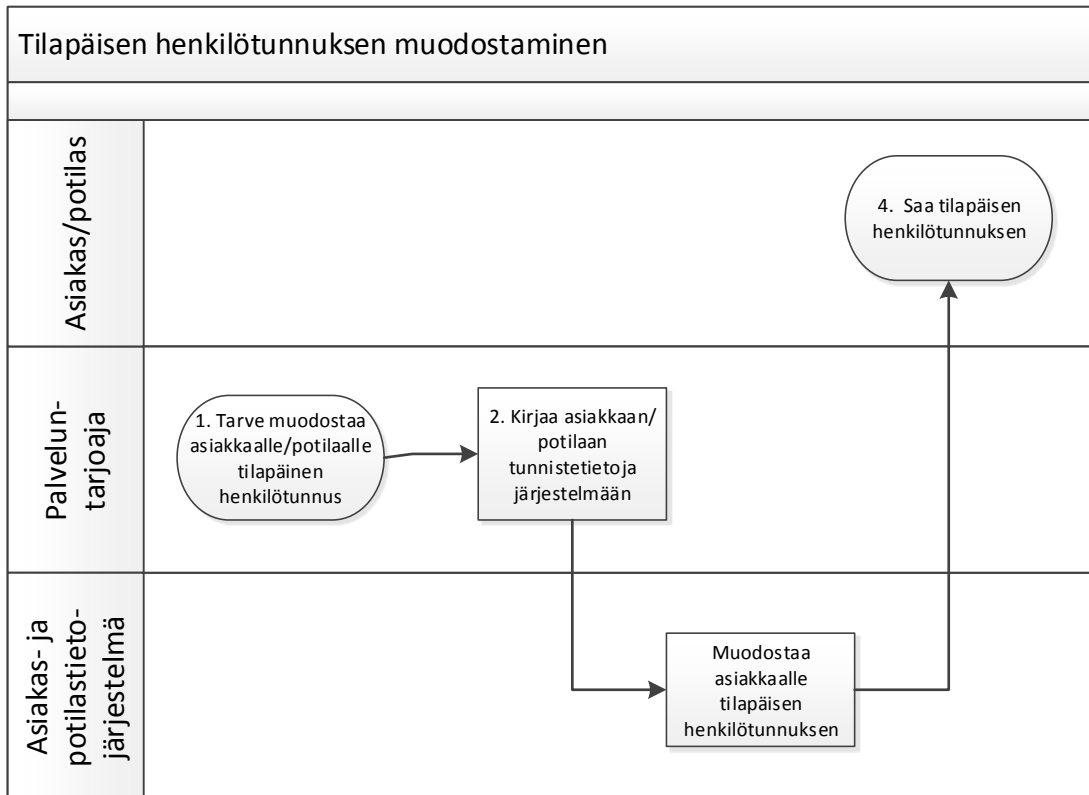 Tilapäisen henkilötunnuksen muodostaminen
Asiakas/potilas
4. Saa tilapäisen
henkilötunnuksen
Palvelun-
tarjoaja
1. Tarve muodostaa
asiakkaalle/potilaalle
tilapäinen
henkilötunnus
2. Kirjaa asiakkaan/
potilaan
tunnistetietoja
järjestelmään
Asiakas- ja
potilastieto-
järjestelmä
Muodostaa
asiakkaalle
tilapäisen
henkilötunnuksen